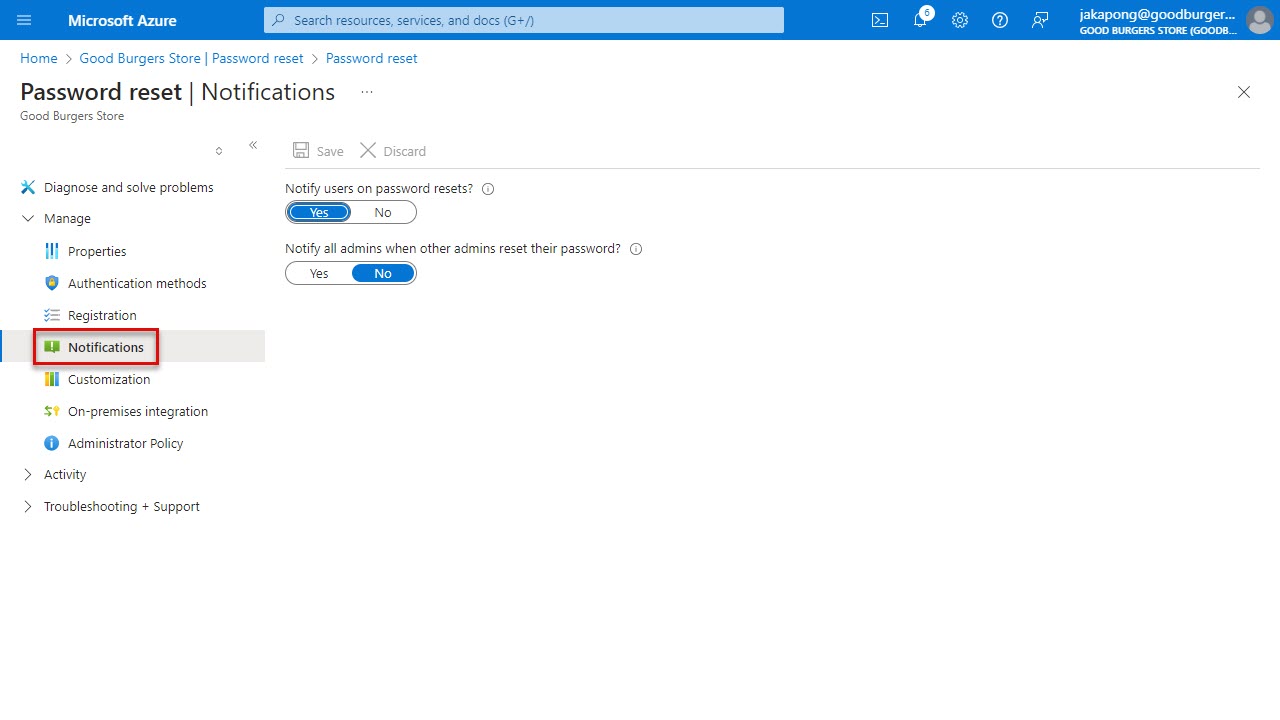 Microsoft Azure
Search resources, services, and docs (G+/)
6
jakapong@goodburger...
GOOD BURGERS STORE (GOODB...
Home > Good Burgers Store | Password reset > Password reset
Password reset | Notifications ...
Good Burgers Store
Save Discard
Diagnose and solve problems
Manage
Properties
Authentication methods
Registration
Notifications
Customization
On-premises integration
Administrator Policy
Activity
Troubleshooting + Support
Notify users on password resets?
Yes No
Notify all admins when other admins reset their password?
Yes No